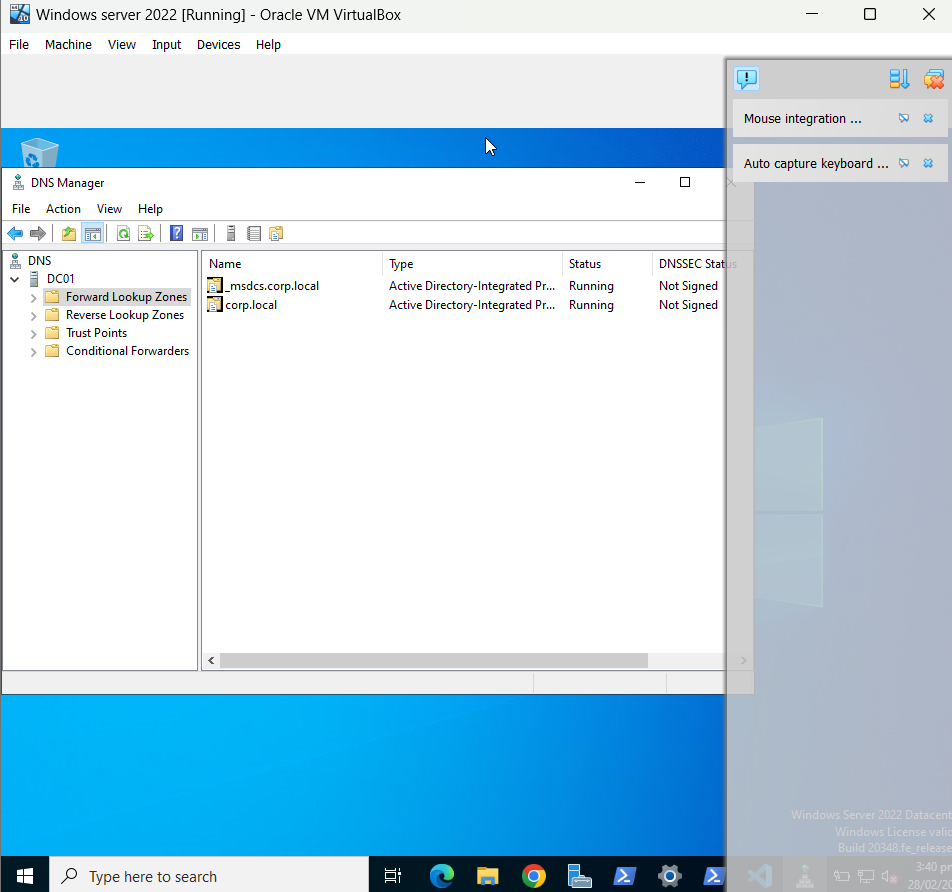 Windows server 2022 [Running] - Oracle VM VirtualBox
File Machine View Input Devices Help
Mouse integration ...
Auto capture keyboard ...
DNS Manager
File Action View Help
DNS
DC01
Forward Lookup Zones
Reverse Lookup Zones
Trust Points
Conditional Forwarders
Name Type Status DNSSEC Status
_msdcs.corp.local Active Directory-Integrated Pr... Running Not Signed
corp.local Active Directory-Integrated Pr... Running Not Signed
Windows Server 2022 Datacent
Windows License valid
Build 20348.fe_release
Type here to search
3:40 pm
28/02/20